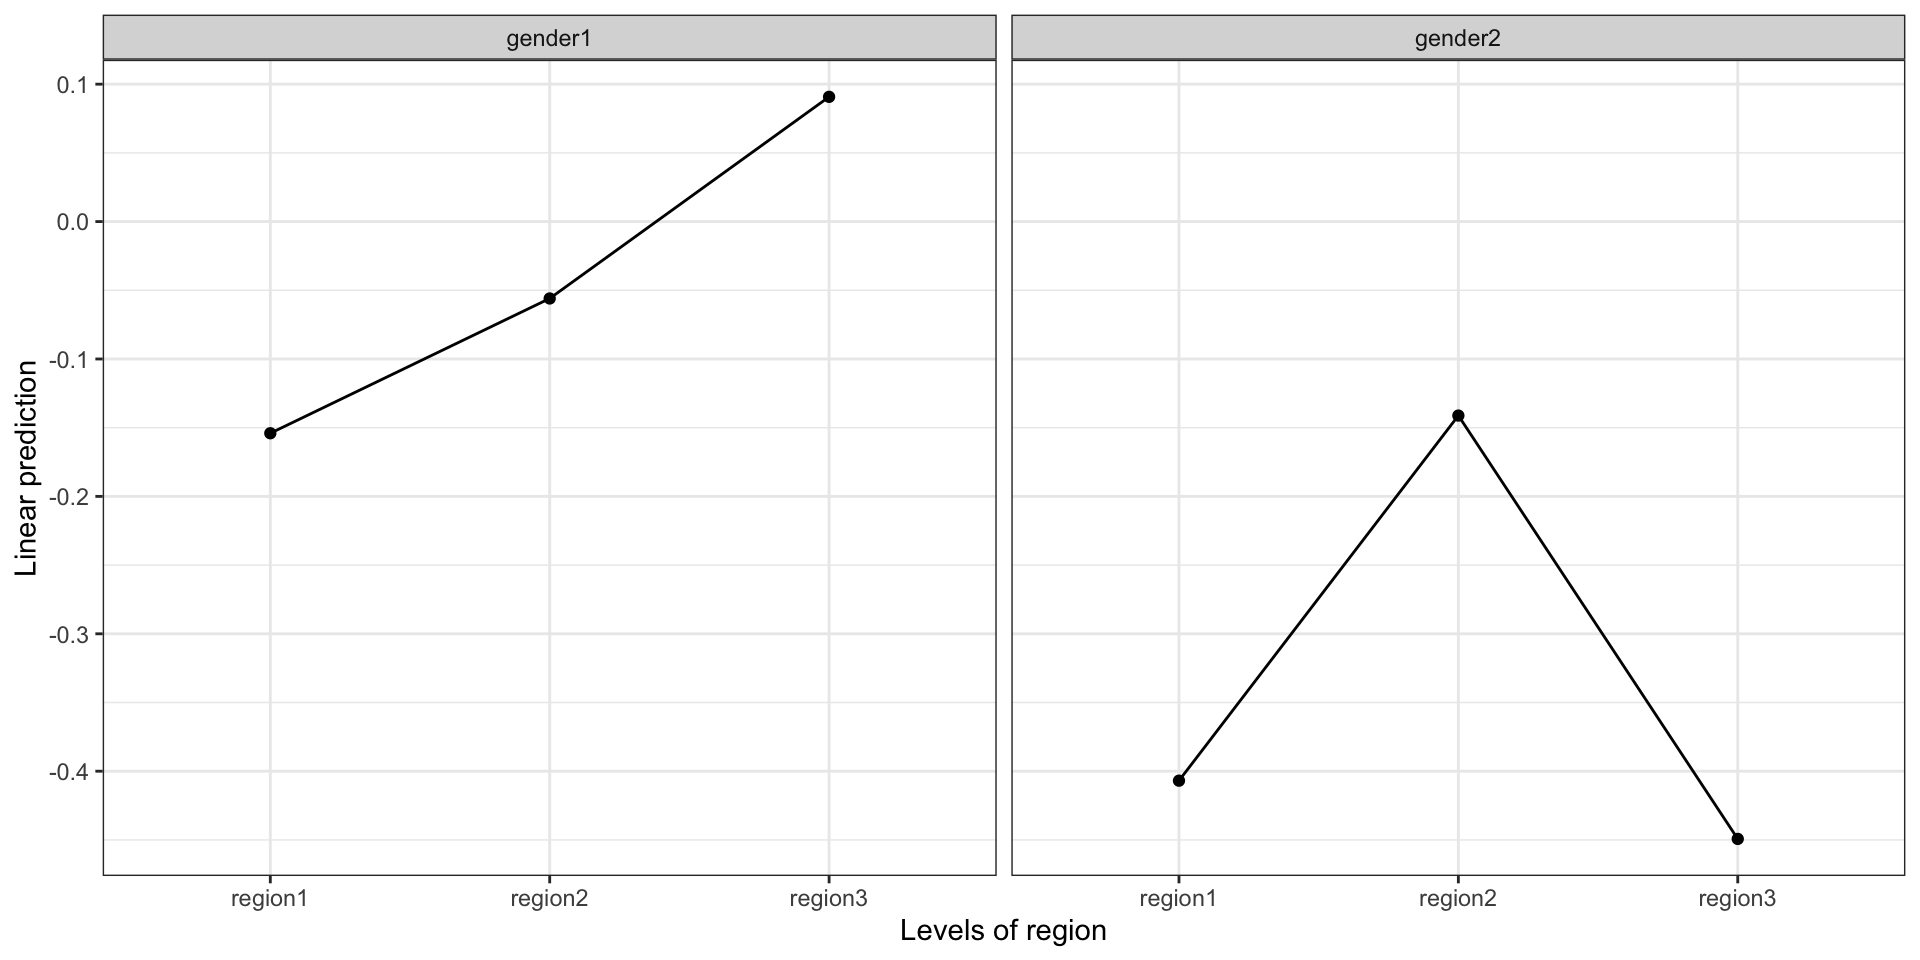 gender1
gender2
Linear prediction
0.1
0.0
-0.1
-0.2
-0.3
-0.4
region1
region2
region3
region1
region2
region3
Levels of region